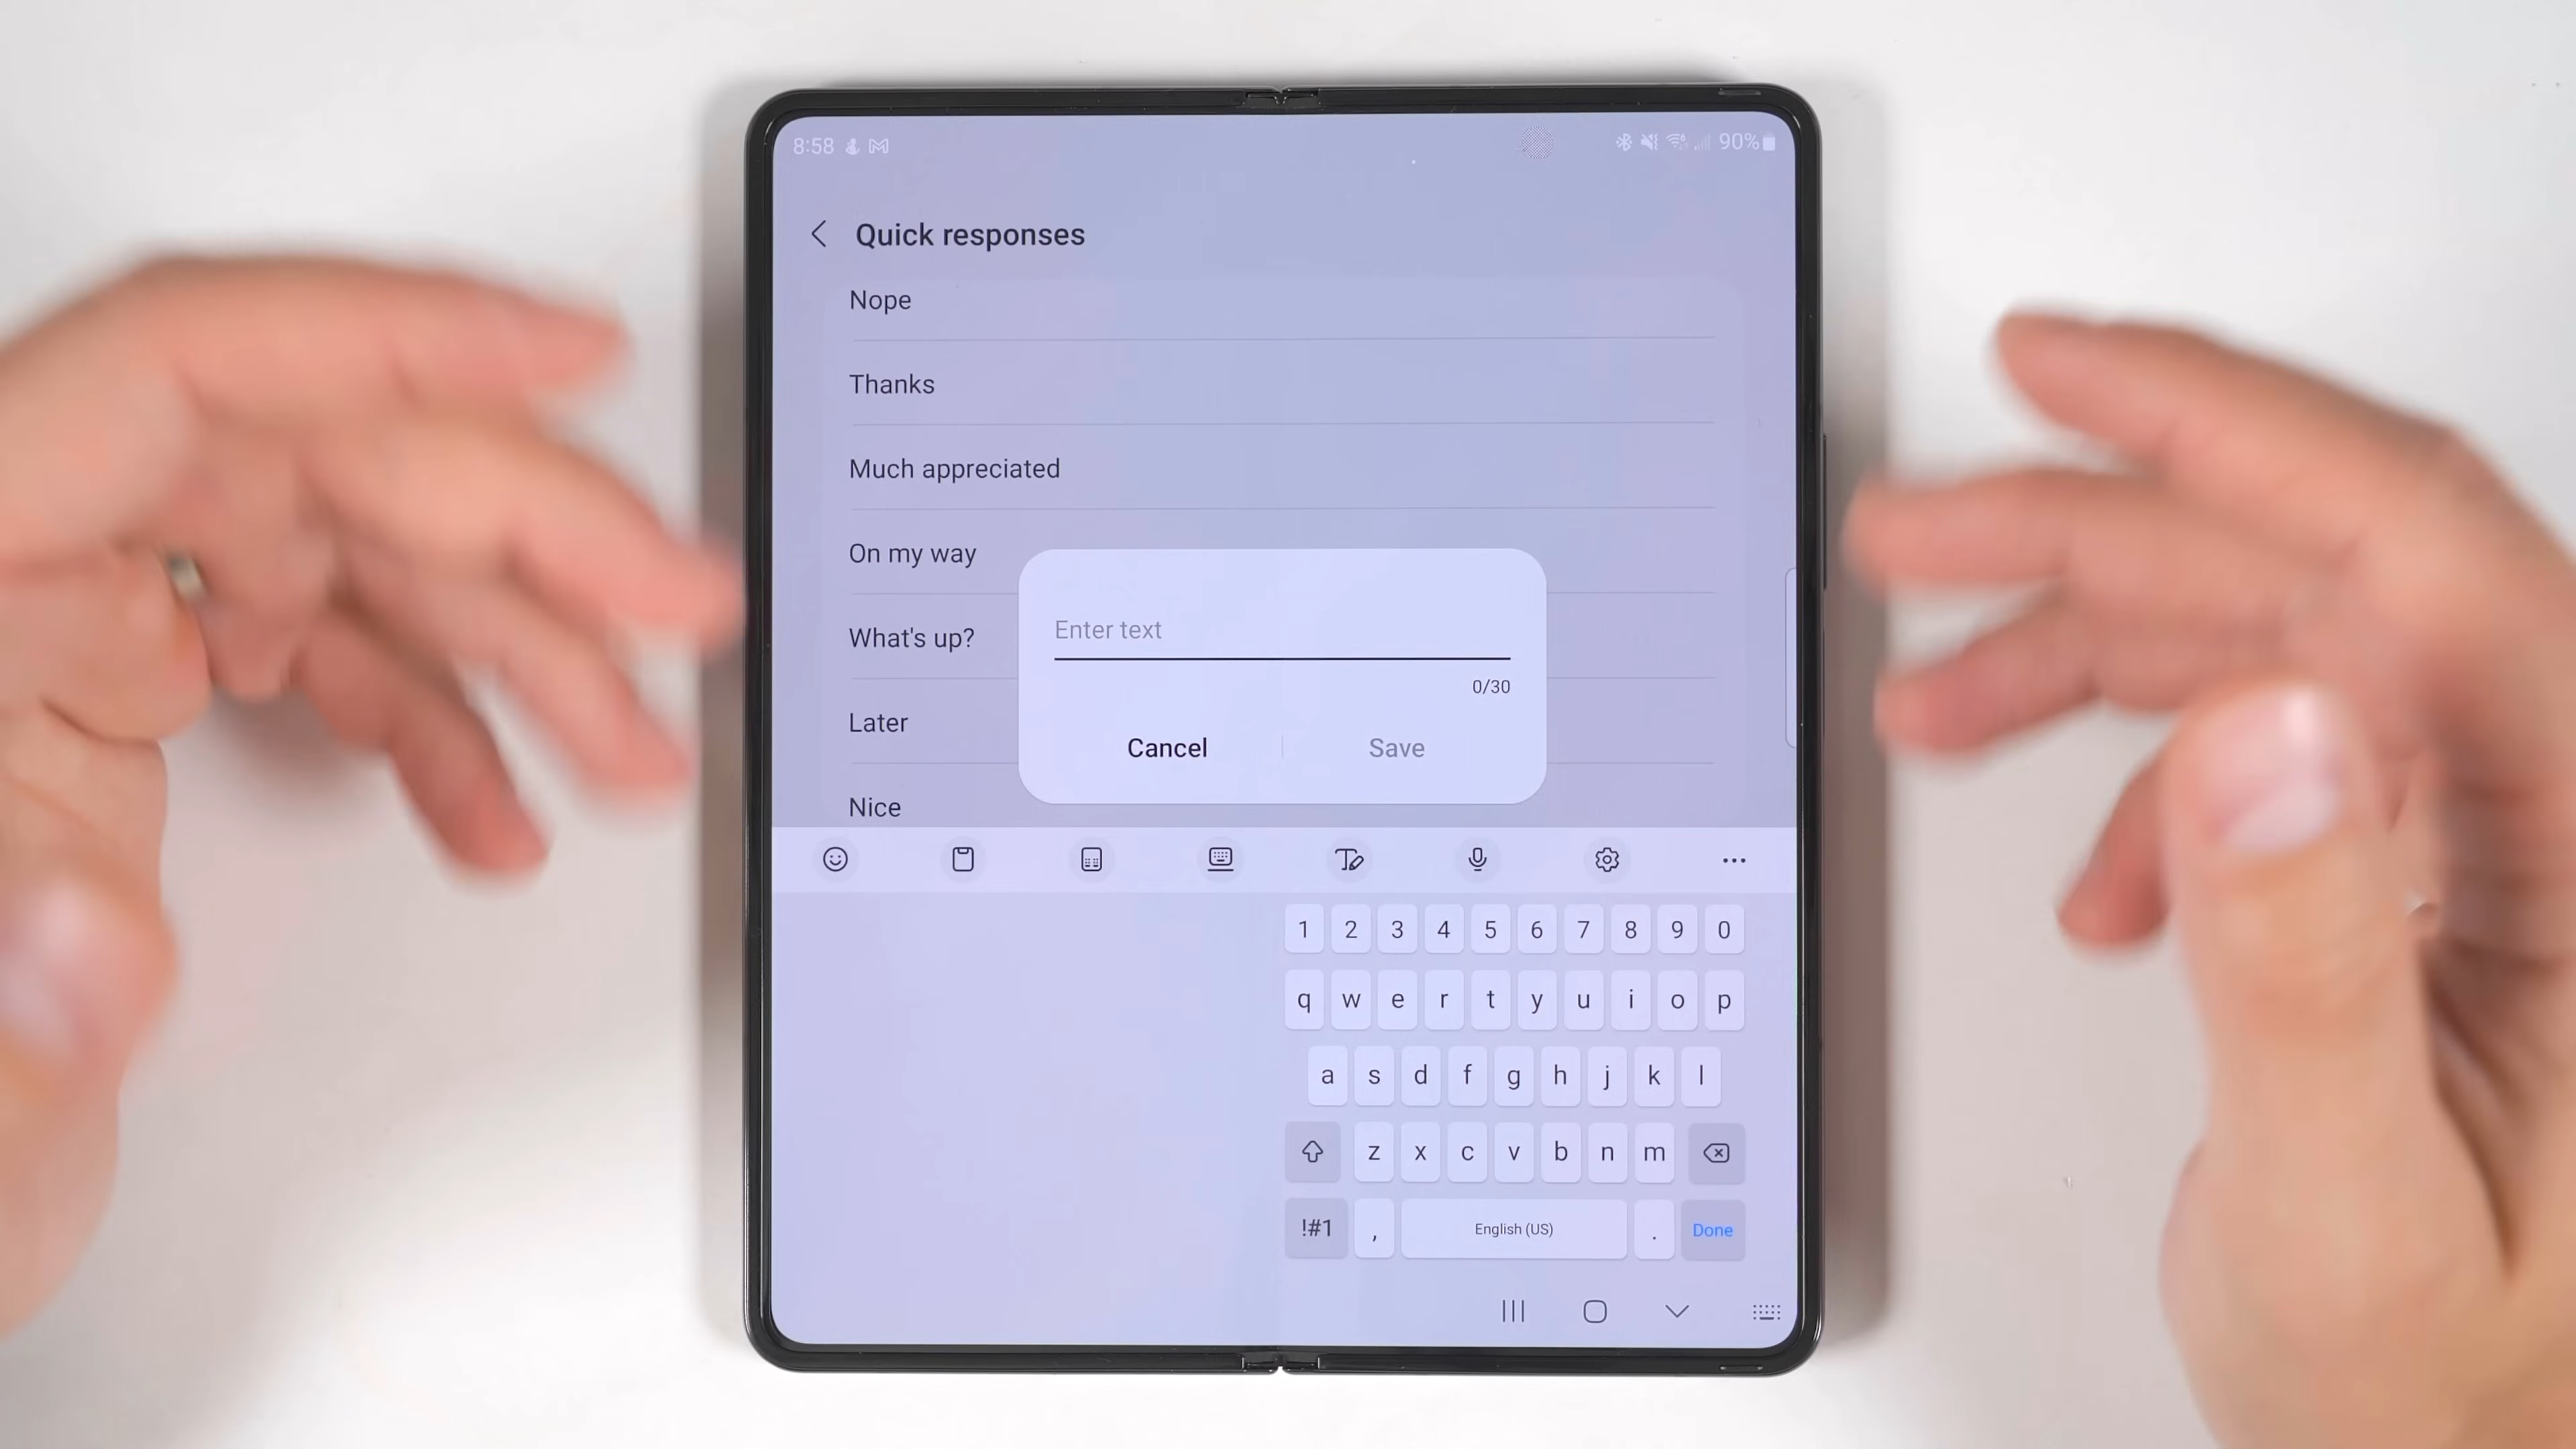 8:58
90%
Quick responses
Nope
Thanks
Much appreciated
On my way
What's up?
Later
Nice
Enter text
0/30
Cancel
Save
1 2 3 4 5 6 7 8 9 0
q w e r t y u i o p
a s d f g h j k l
z x c v b n m
!#1 , English (US) . Done